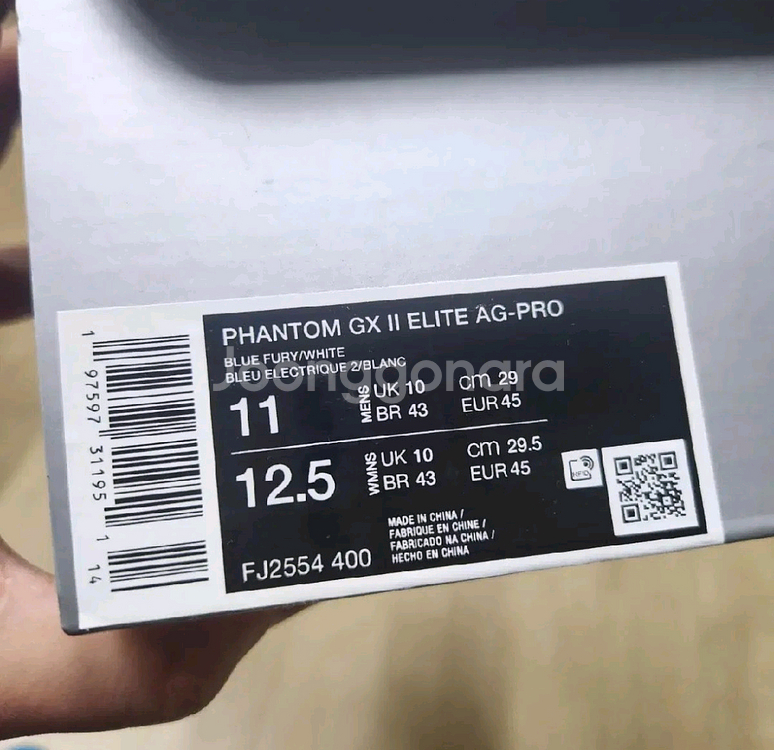 PHANTOM GX II ELITE AG-PRO
BLUE FURY/WHITE
BLEU ELECTRIQUE 2/BLANC
Joonggonara
11 MENS UK 10 cm 29
BR 43 EUR 45
12.5 WMNS UK 10 cm 29.5
BR 43 EUR 45
RFID
MADE IN CHINA /
FABRIQUE EN CHINE /
FABRICADO NA CHINA /
HECHO EN CHINA
FJ2554 400
1 97597 31195 1 14